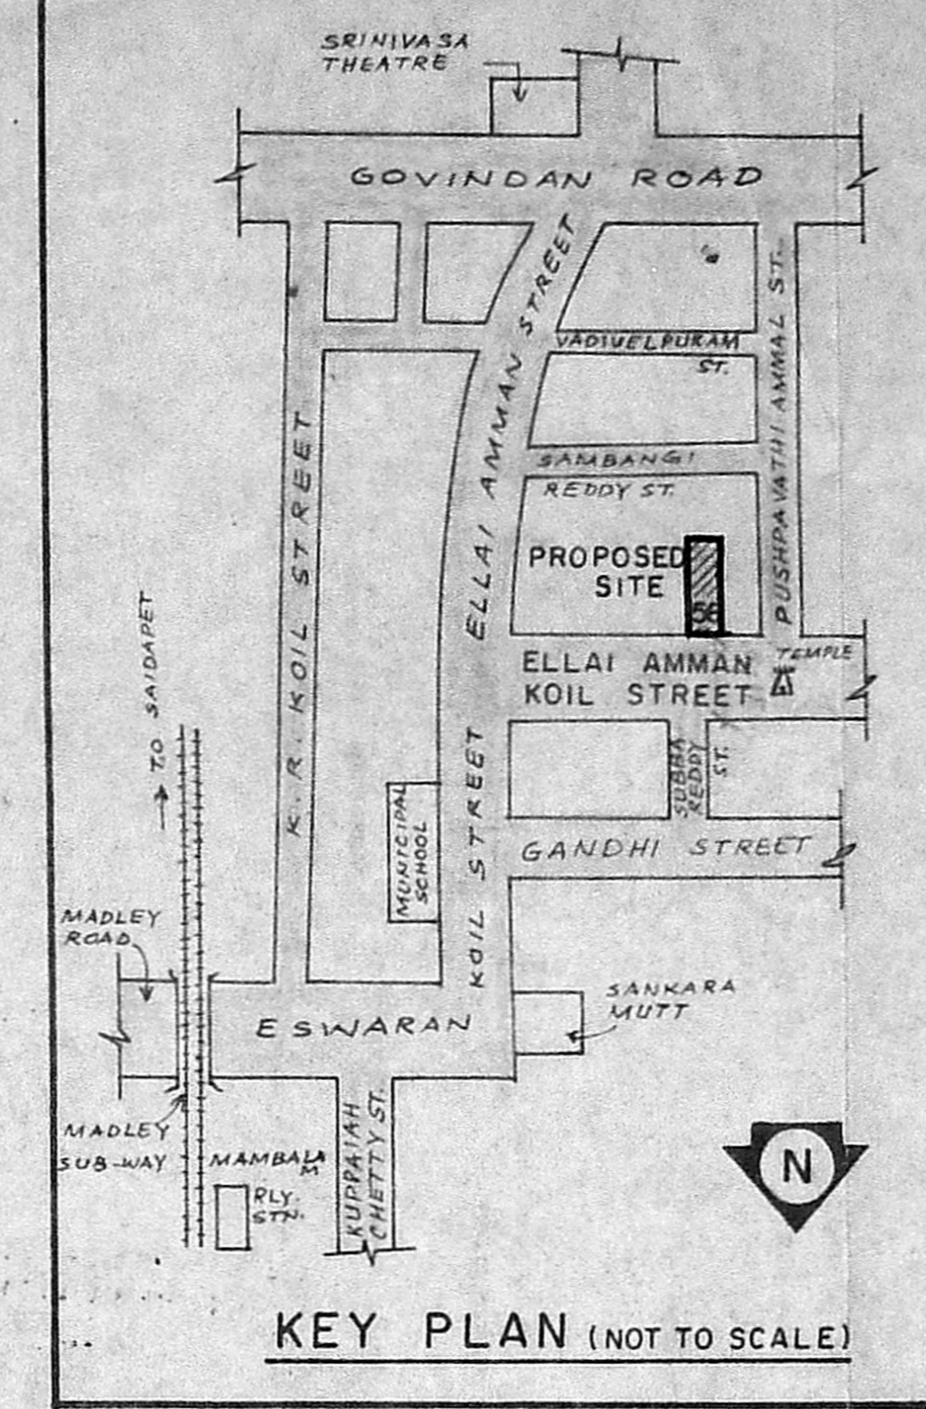 SRINIVASA
THEATRE
GOVINDAN ROAD
ELLAI AMMAN STREET
VADIVELPURAM
ST.
PUSHPAVATHI AMMAL ST.
SAMBANGI
REDDY ST.
K.R. KOIL STREET
PROPOSED
SITE
56
TEMPLE
ELLAI AMMAN
KOIL STREET
TO SAIDAPET
SUBBA
REDDY
ST.
MUNICIPAL
SCHOOL
KOIL STREET
GANDHI STREET
MADLEY
ROAD
SANKARA
MUTT
ESWARAN
MADLEY
SUB-WAY
MAMBALAM
RLY.
STN.
KUPPAIAH
CHETTY ST.
N
KEY PLAN (NOT TO SCALE)